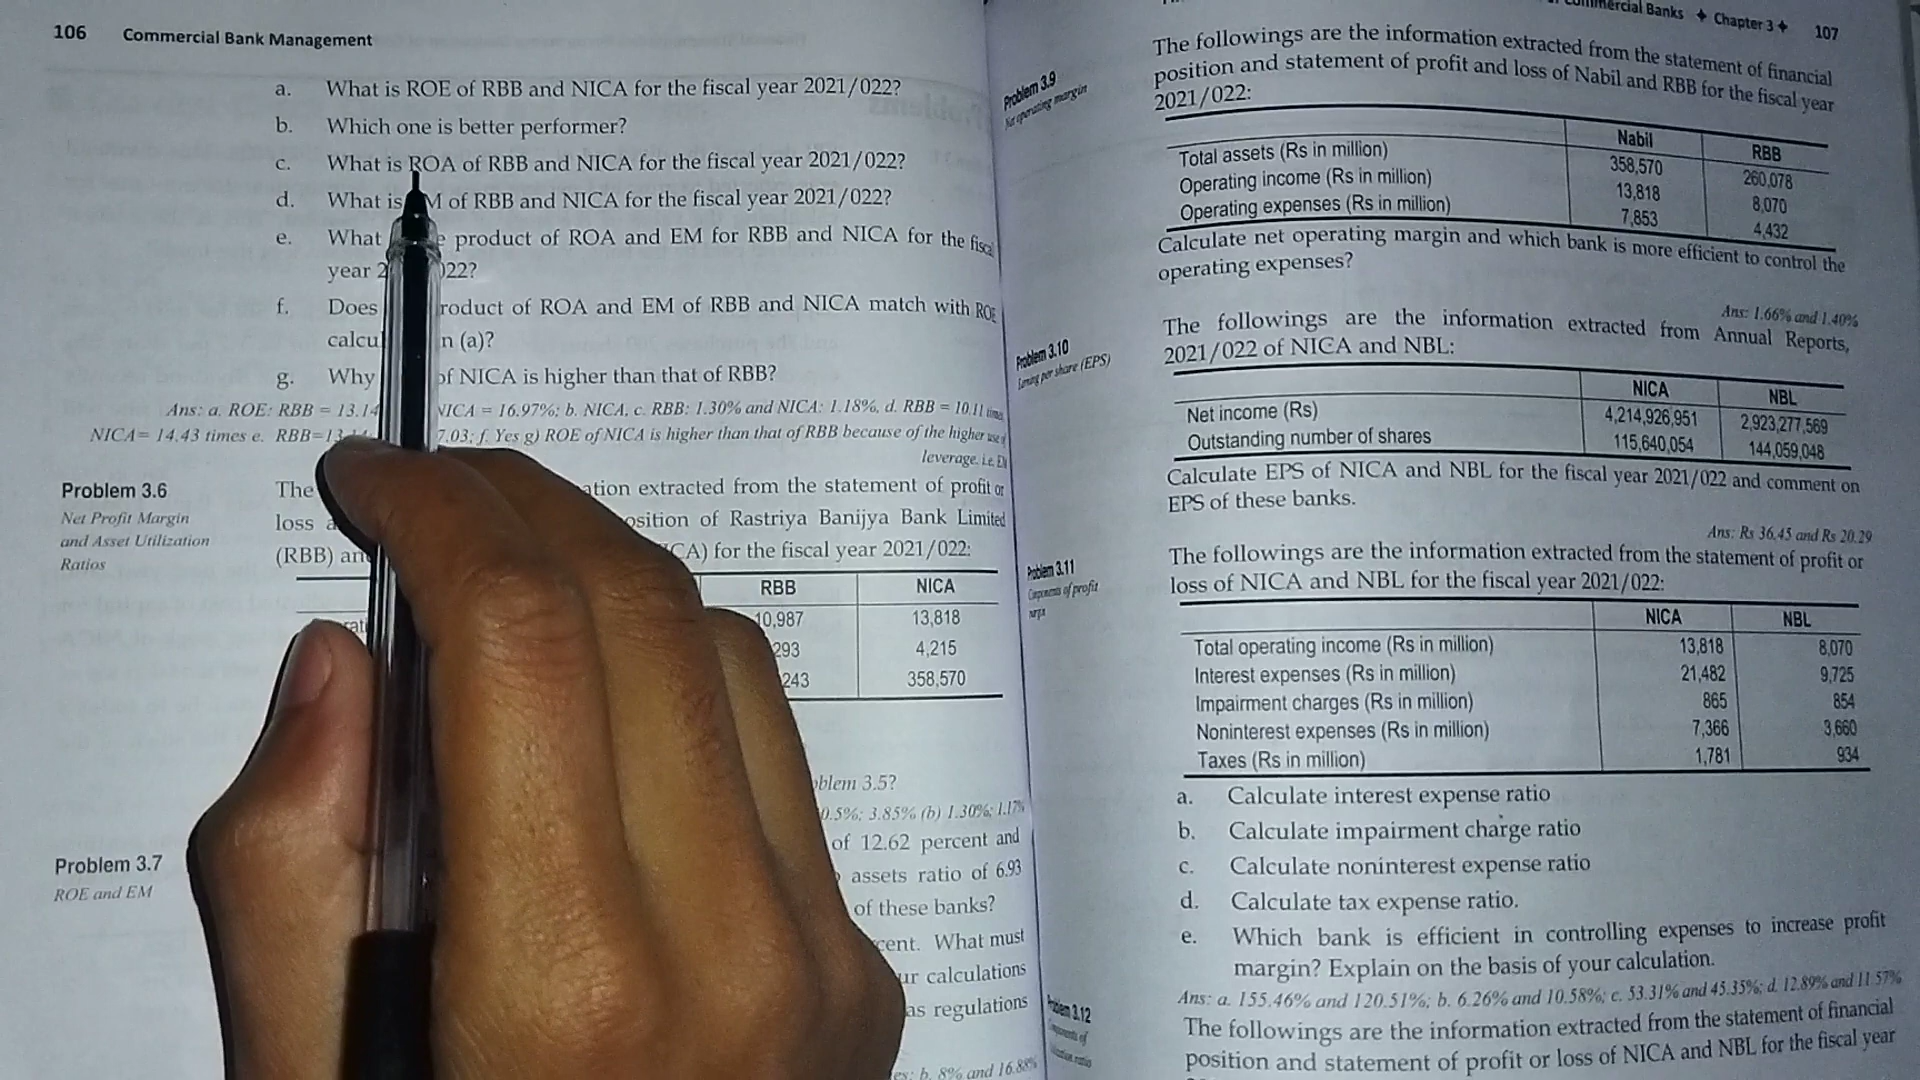 106 Commercial Bank Management
a. What is ROE of RBB and NICA for the fiscal year 2021/022?
b. Which one is better performer?
c. What is ROA of RBB and NICA for the fiscal year 2021/022?
d. What is M of RBB and NICA for the fiscal year 2021/022?
e. What product of ROA and EM for RBB and NICA for the
year 2 022?
f. Does roduct of ROA and EM of RBB and NICA match with ROE
calcu n (a)?
g. Why of NICA is higher than that of RBB?
Ans: a. ROE: RBB = 13.14 NICA = 16.97%; b. NICA, c. RBB: 1.30% and NICA: 1.18%, d. RBB = 10.11 times
NICA= 14.43 times e. RBB= 7.03; f. Yes g) ROE of NICA is higher than that of RBB because of the higher
leverage, i.e.
Problem 3.6
Net Profit Margin
and Asset Utilization
Ratios
The ation extracted from the statement of profit or
loss osition of Rastriya Banijya Bank Limited
(RBB) an CA) for the fiscal year 2021/022:
RBB NICA
10,987 13,818
293 4,215
243 358,570
oblem 3.5?
0.5%; 3.85% (b) 1.30%; 1.17%
Problem 3.7
ROE and EM
of 12.62 percent and
assets ratio of 6.93
of these banks?
cent. What must
ur calculations
as regulations
b. 8% and 16.88%
Commercial Banks ✦ Chapter 3 ✦ 107
Problem 3.9
Net operating margin
The followings are the information extracted from the statement of financial
position and statement of profit and loss of Nabil and RBB for the fiscal year
2021/022:
Nabil RBB
Total assets (Rs in million) 358,570 260,078
Operating income (Rs in million) 13,818 8,070
Operating expenses (Rs in million) 7,853 4,432
Calculate net operating margin and which bank is more efficient to control the
operating expenses?
Ans: 1.66% and 1.40%
Problem 3.10
Earning per share (EPS)
The followings are the information extracted from Annual Reports,
2021/022 of NICA and NBL:
NICA NBL
Net income (Rs) 4,214,926,951 2,923,277,569
Outstanding number of shares 115,640,054 144,059,048
Calculate EPS of NICA and NBL for the fiscal year 2021/022 and comment on
EPS of these banks.
Ans: Rs 36.45 and Rs 20.29
Problem 3.11
Components of profit
The followings are the information extracted from the statement of profit or
loss of NICA and NBL for the fiscal year 2021/022:
NICA NBL
Total operating income (Rs in million) 13,818 8,070
Interest expenses (Rs in million) 21,482 9,725
Impairment charges (Rs in million) 865 854
Noninterest expenses (Rs in million) 7,366 3,660
Taxes (Rs in million) 1,781 934
a. Calculate interest expense ratio
b. Calculate impairment charge ratio
c. Calculate noninterest expense ratio
d. Calculate tax expense ratio.
e. Which bank is efficient in controlling expenses to increase profit
margin? Explain on the basis of your calculation.
Ans: a. 155.46% and 120.51%; b. 6.26% and 10.58%; c. 53.31% and 45.35%; d. 12.89% and 11.57%
Problem 3.12
The followings are the information extracted from the statement of financial
position and statement of profit or loss of NICA and NBL for the fiscal year